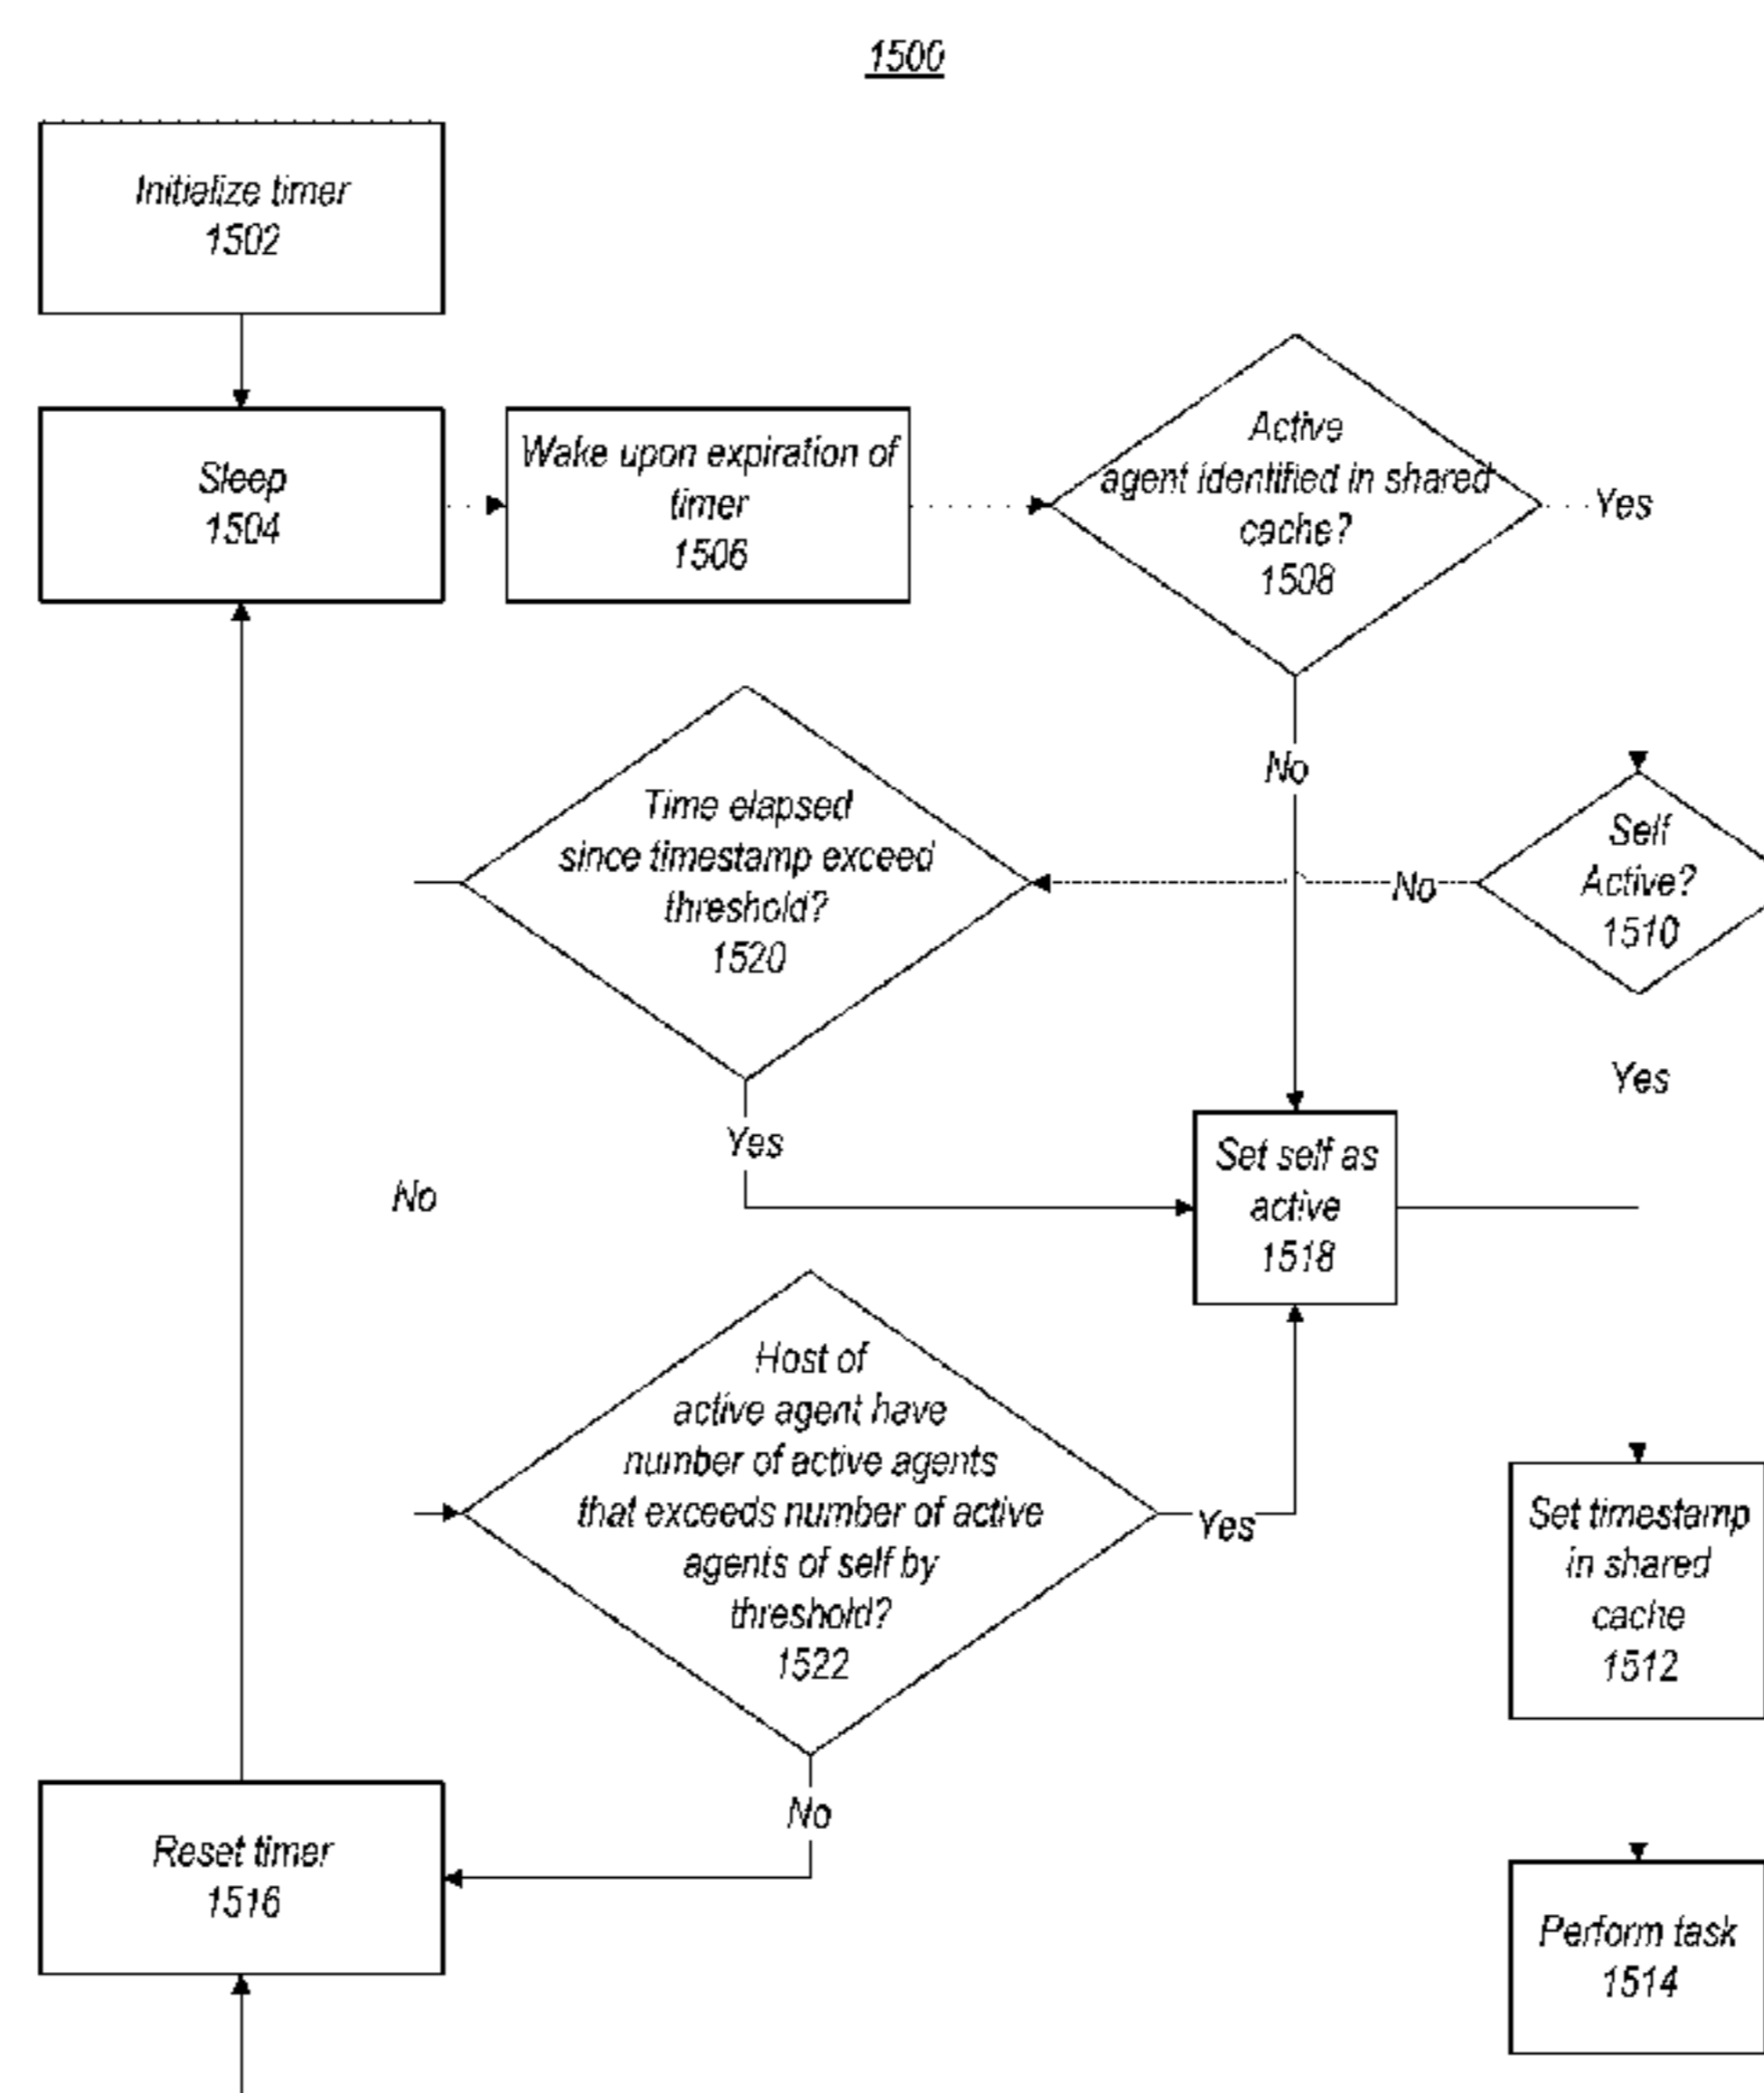 1500
Initialize timer
1502
Sleep
1504
Wake upon expiration of
timer
1506
Active
agent identified in shared
cache?
1508
Yes
No
Time elapsed
since timestamp exceed
threshold?
1520
No
Self
Active?
1510
Yes
Yes
No
Set self as
active
1518
Host of
active agent have
number of active agents
that exceeds number of active
agents of self by
threshold?
1522
Yes
Set timestamp
in shared
cache
1512
No
Reset timer
1516
Perform task
1514